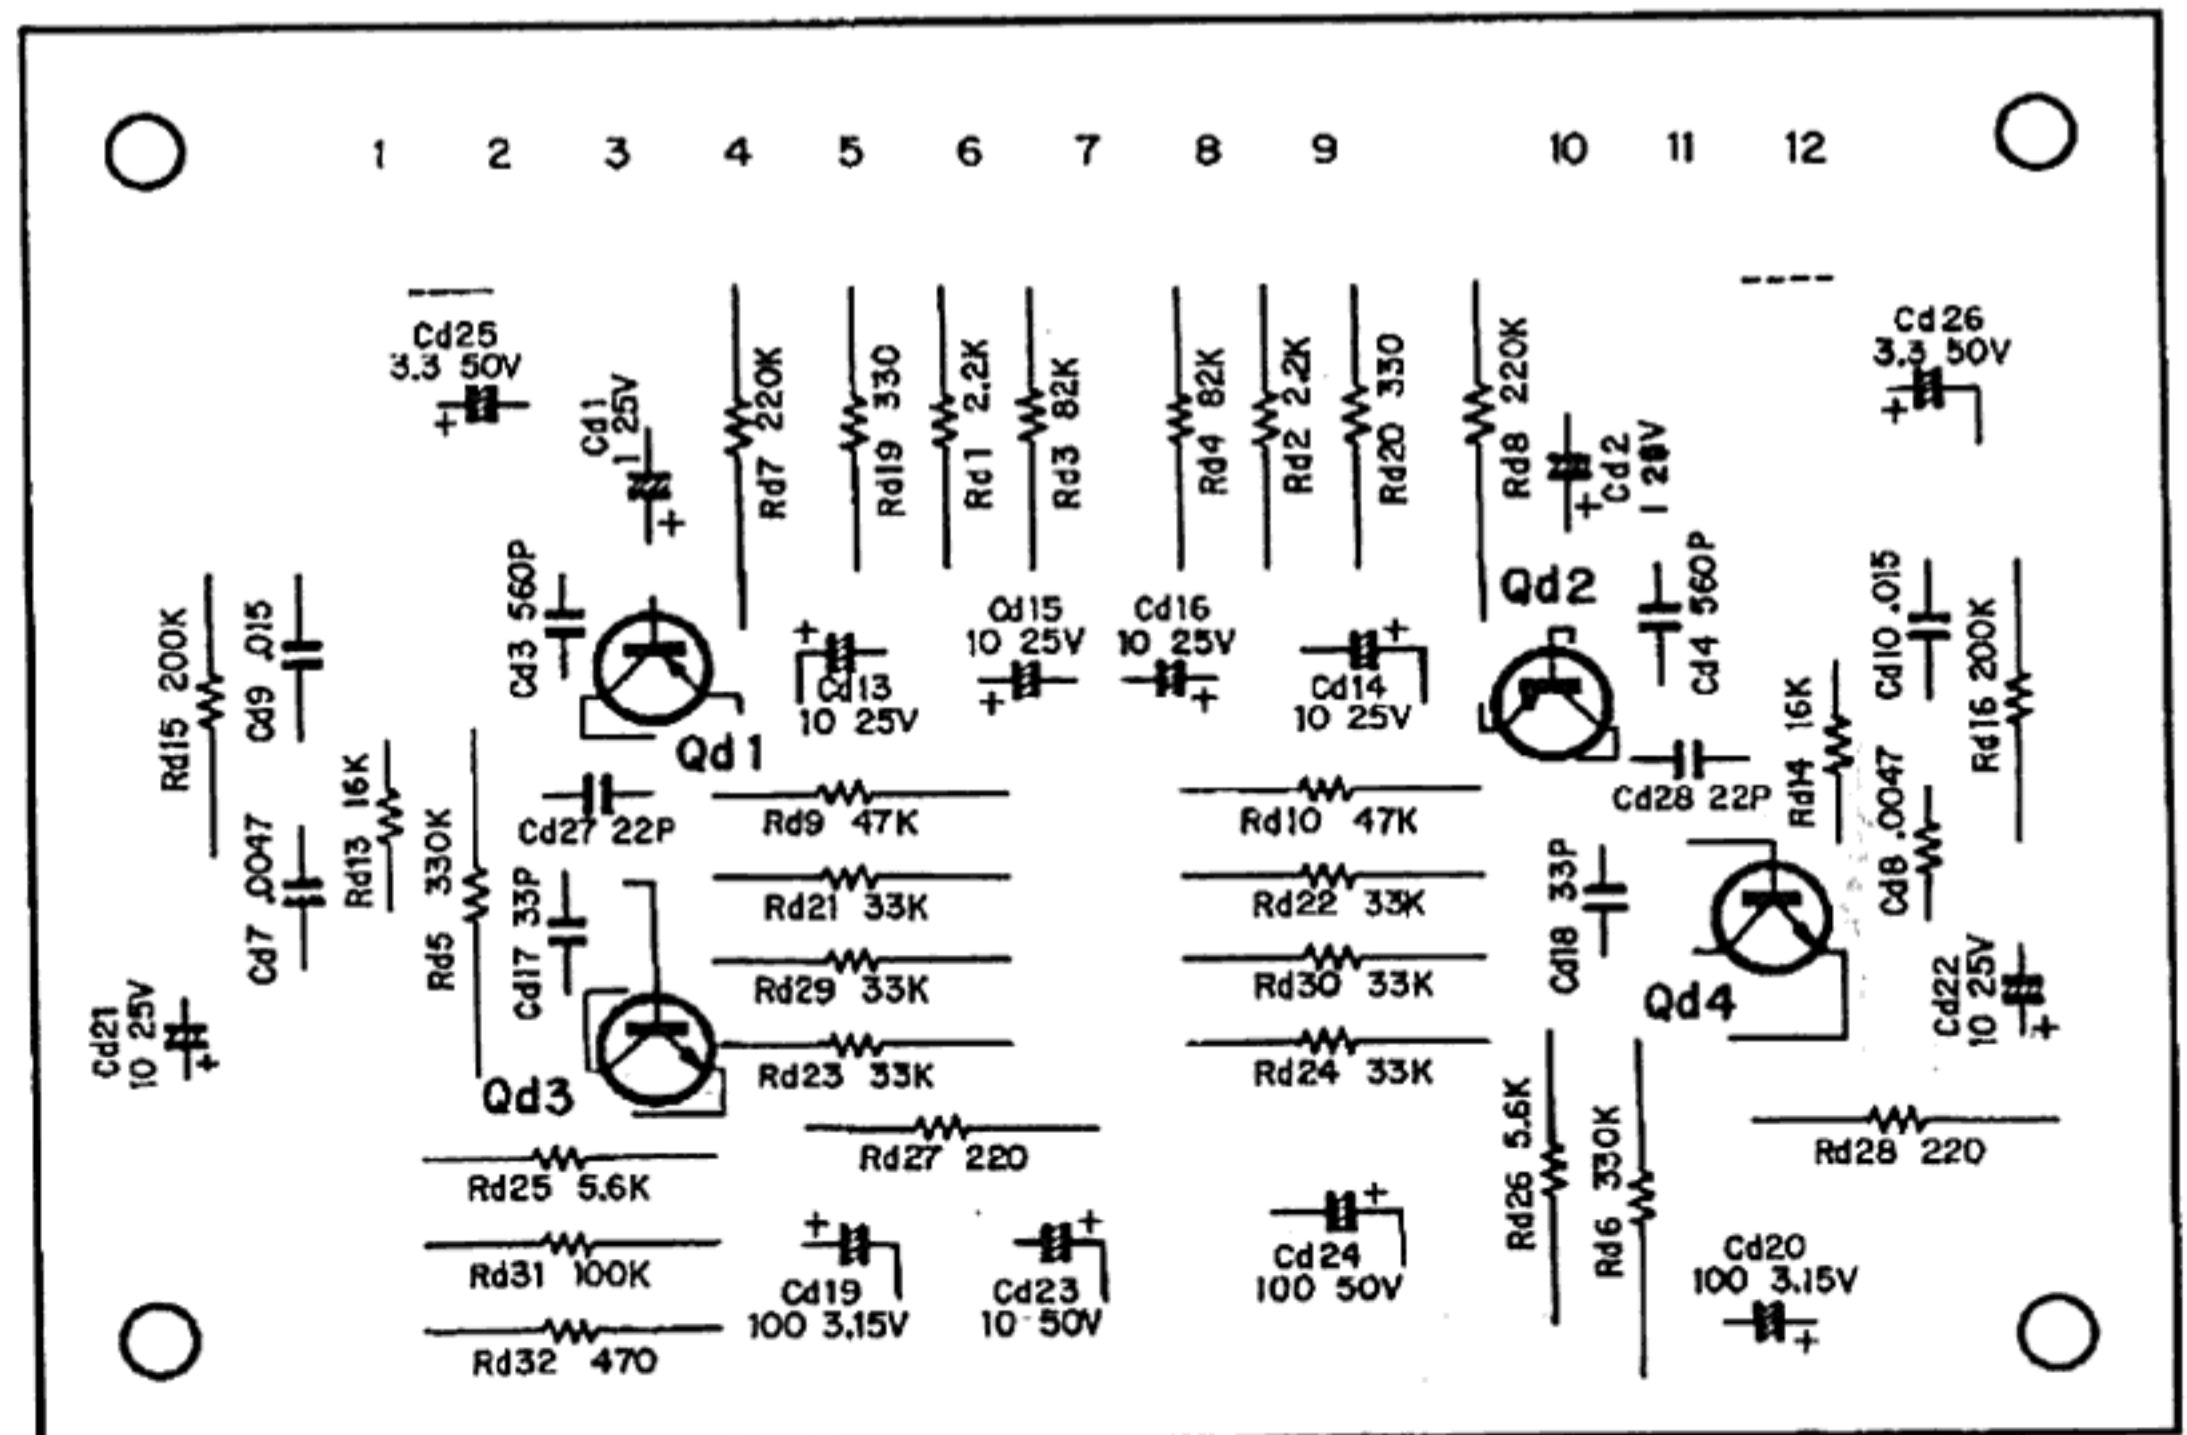 1 2 3 4 5 6 7 8 9 10 11 12
Cd25
3.3 50V
Cd1
1 25V
Rd7 220K
Rd19 330
Rd1 2.2K
Rd3 82K
Rd4 82K
Rd2 2.2K
Rd20 330
Rd8 220K
Cd2
Cd26
3.3 50V
Rd15 200K
Cd9 .015
Cd3 560P
Qd1
Cd13
10 25V
Cd15
10 25V
Cd16
10 25V
Cd14
10 25V
Qd2
Cd4 560P
Cd10 .015
Rd16 200K
Rd14 16K
Cd7 .0047
Rd13 16K
Rd5 330K
Cd27 22P
Rd9 47K
Rd10 47K
Cd28 22P
Cd8 .0047
Cd17 33P
Rd21 33K
Rd22 33K
Cd18 33P
Rd29 33K
Rd30 33K
Qd4
Cd22
10 25V
Cd21
10 25V
Qd3
Rd23 33K
Rd24 33K
Rd27 220
Rd28 220
Rd25 5.6K
Rd26 5.6K
Rd6 330K
Rd31 100K
Cd19
100 3.15V
Cd23
10 50V
Cd24
100 50V
Cd20
100 3.15V
Rd32 470